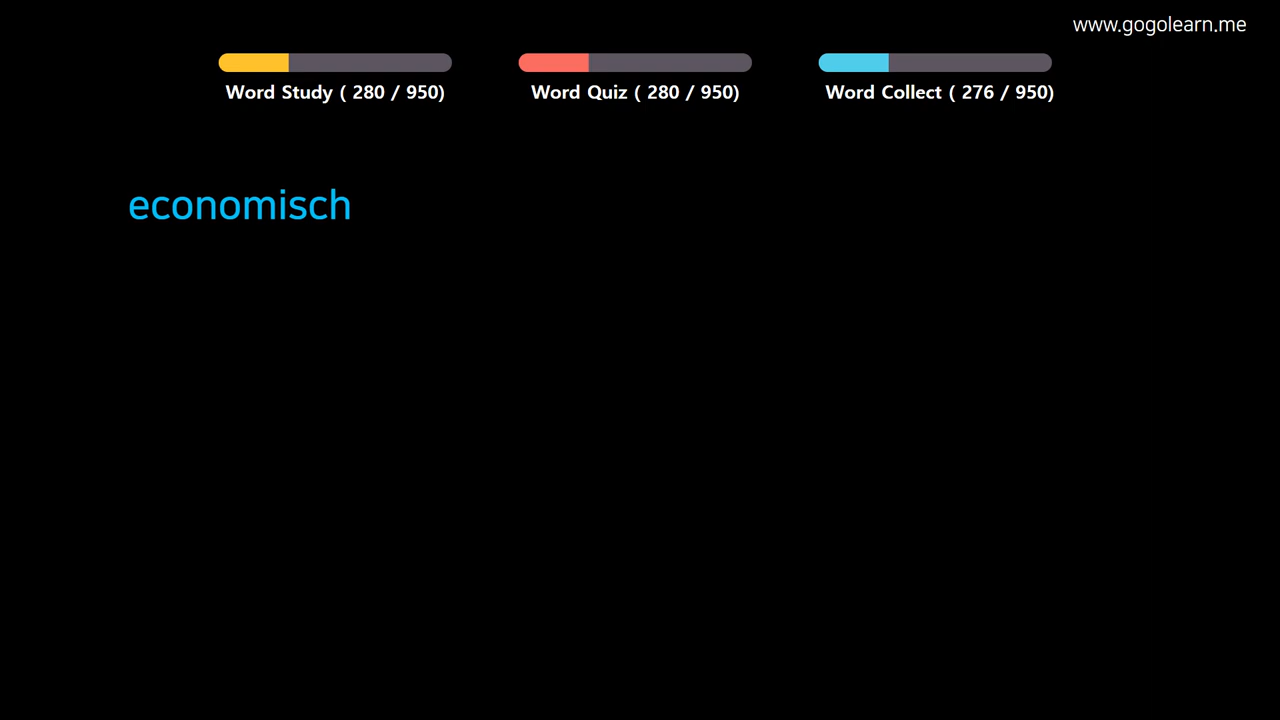 www.gogolearn.me
Word Study ( 280 / 950)
Word Quiz ( 280 / 950)
Word Collect ( 276 / 950)
economisch